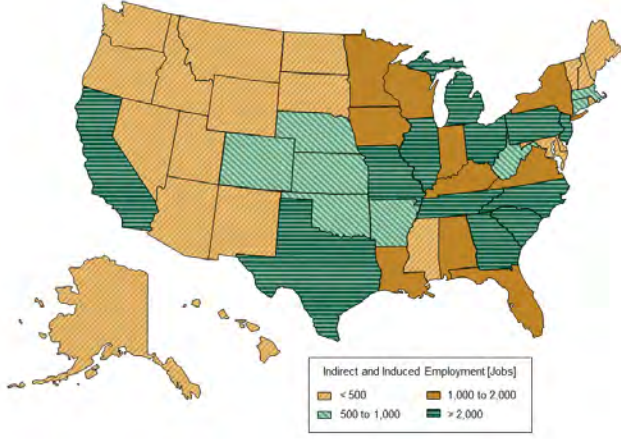 Indirect and Induced Employment [Jobs]
< 500
1,000 to 2,000
500 to 1,000
> 2,000